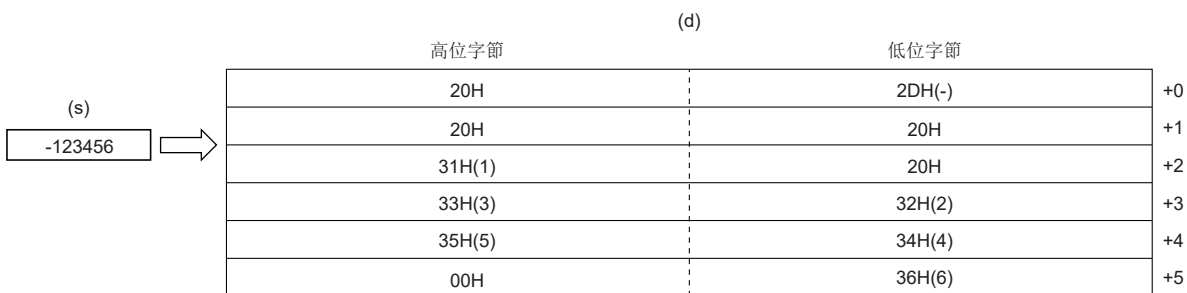 (d)
高位字節 低位字節
20H 2DH(-) +0
(s)
-123456
20H 20H +1
31H(1) 20H +2
33H(3) 32H(2) +3
35H(5) 34H(4) +4
00H 36H(6) +5